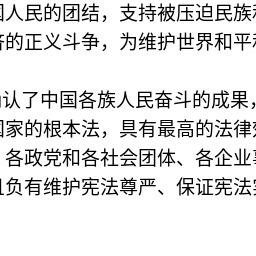 国人民的团结，支持被压迫民族和
济的正义斗争，为维护世界和平和
确认了中国各族人民奋斗的成果，
国家的根本法，具有最高的法律效
各政党和各社会团体、各企业事
且负有维护宪法尊严、保证宪法实